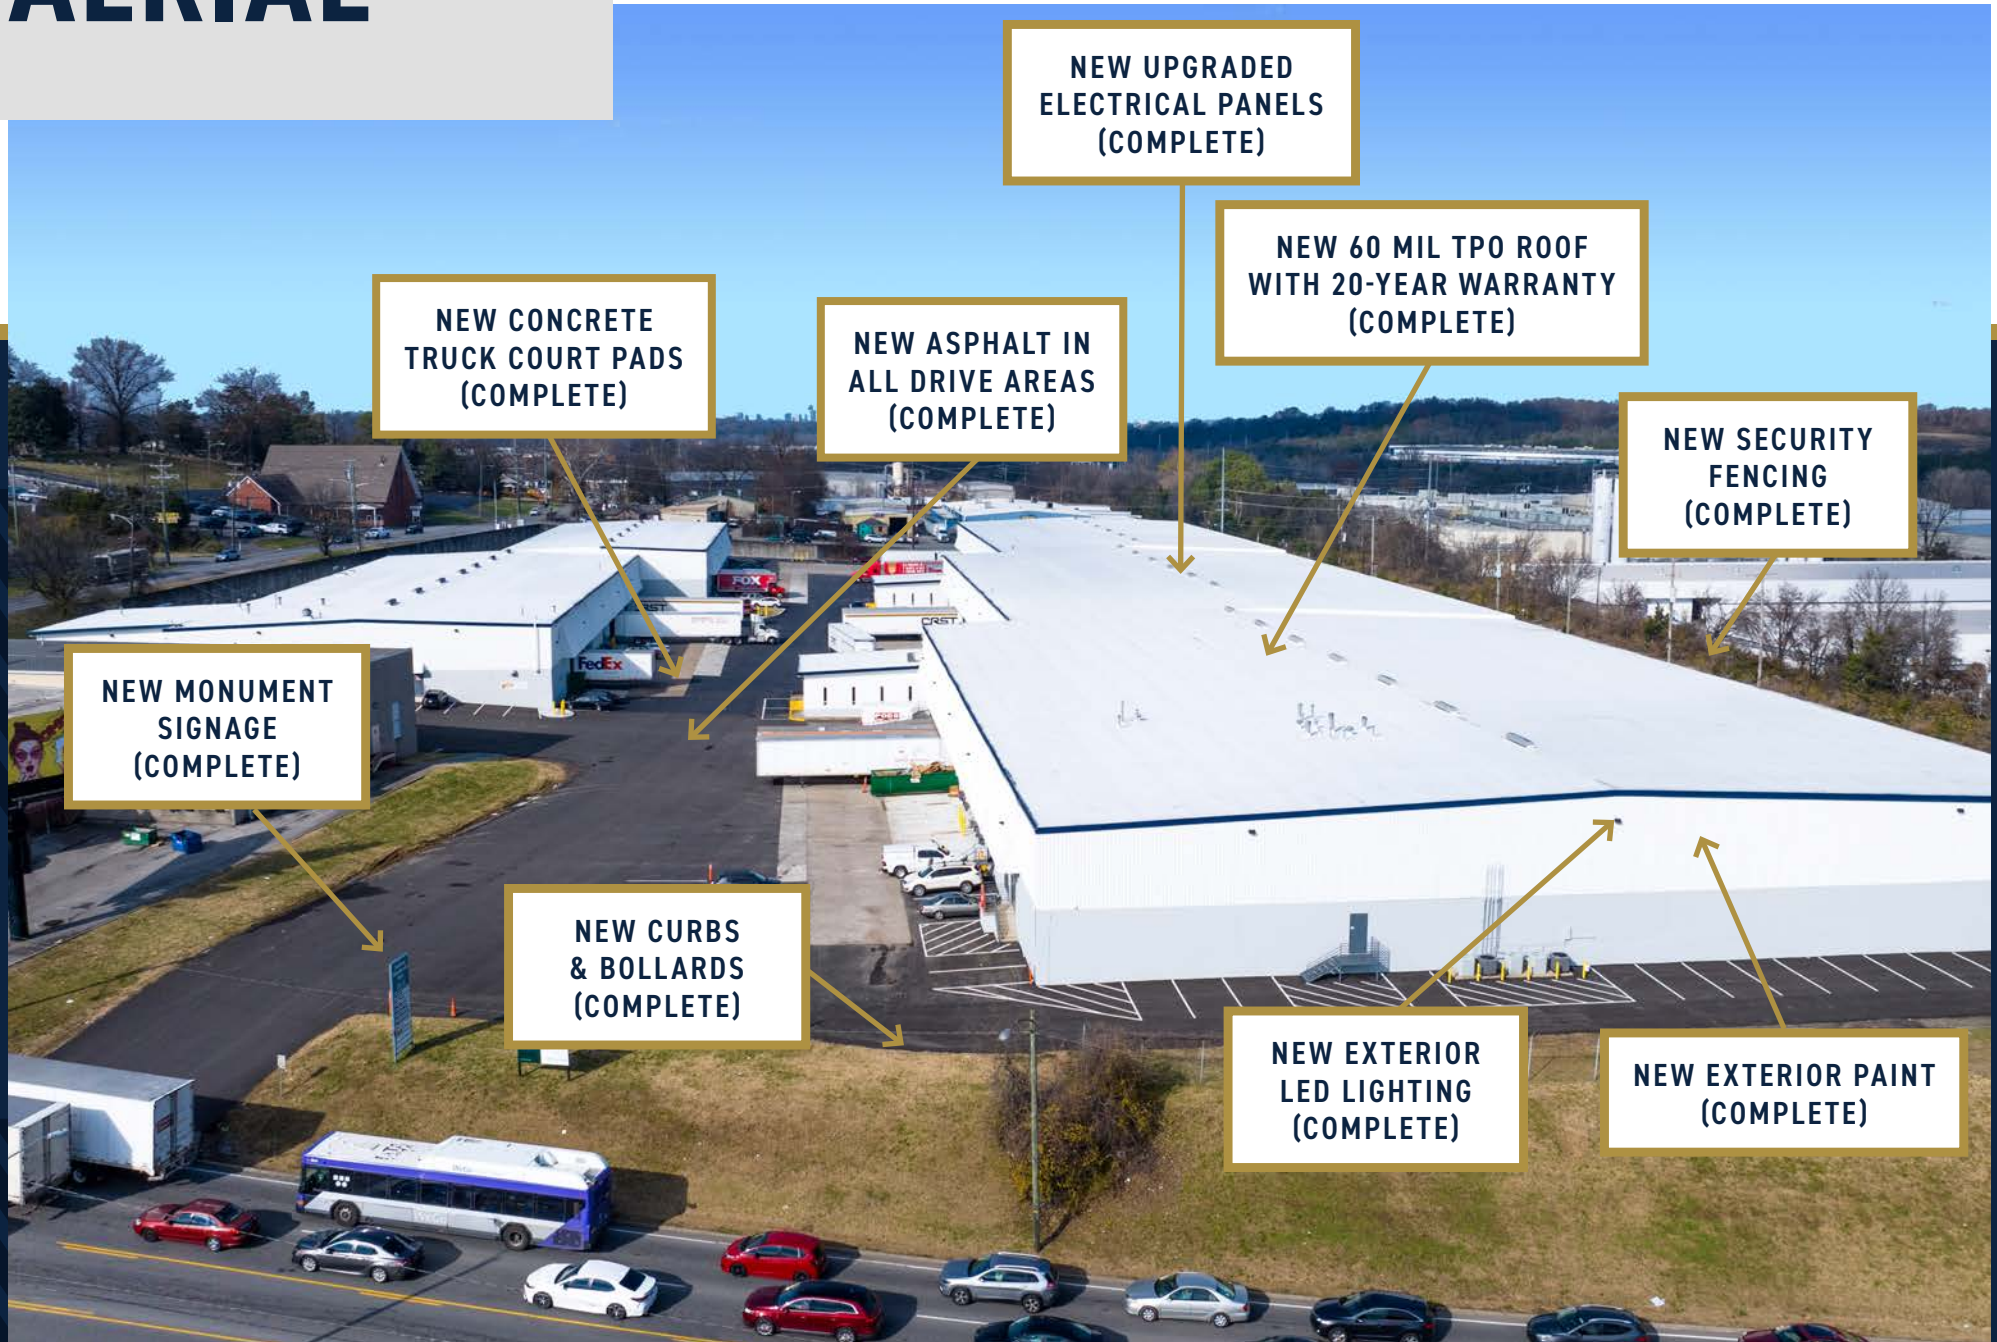 AERIAL
NEW UPGRADED
ELECTRICAL PANELS
(COMPLETE)
NEW 60 MIL TPO ROOF
WITH 20-YEAR WARRANTY
(COMPLETE)
NEW CONCRETE
TRUCK COURT PADS
(COMPLETE)
NEW ASPHALT IN
ALL DRIVE AREAS
(COMPLETE)
NEW SECURITY
FENCING
(COMPLETE)
FOX
CRST
CRST
FedEx
NEW MONUMENT
SIGNAGE
(COMPLETE)
NEW CURBS
& BOLLARDS
(COMPLETE)
NEW EXTERIOR
LED LIGHTING
(COMPLETE)
NEW EXTERIOR PAINT
(COMPLETE)